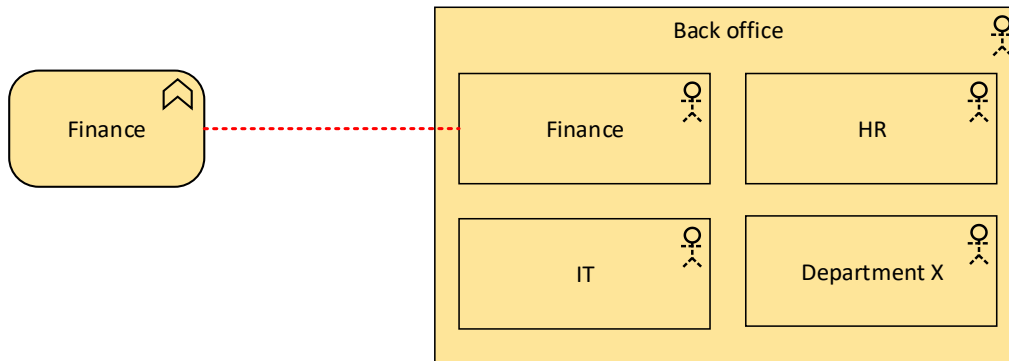 Back office
Finance
Finance
HR
IT
Department X